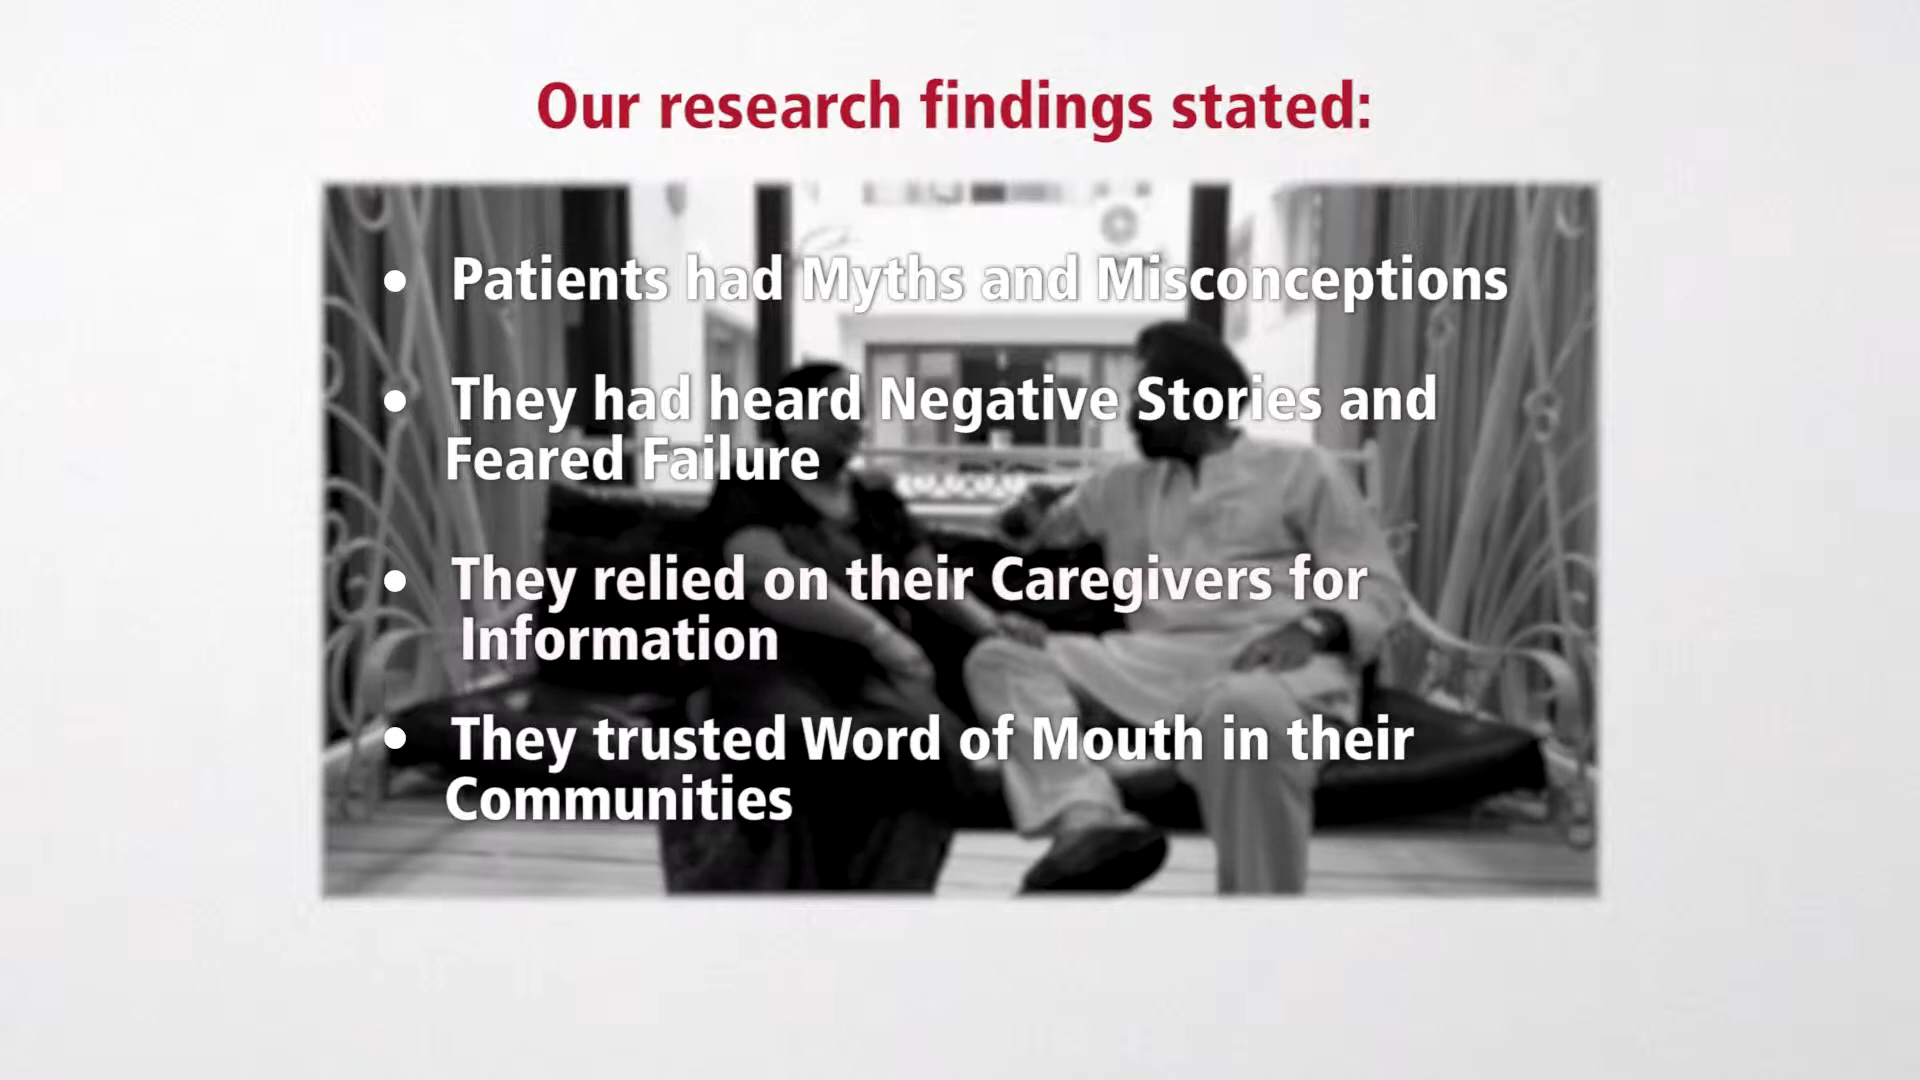 Our research findings stated:
• Patients had Myths and Misconceptions
• They had heard Negative Stories and
Feared Failure
• They relied on their Caregivers for
Information
• They trusted Word of Mouth in their
Communities